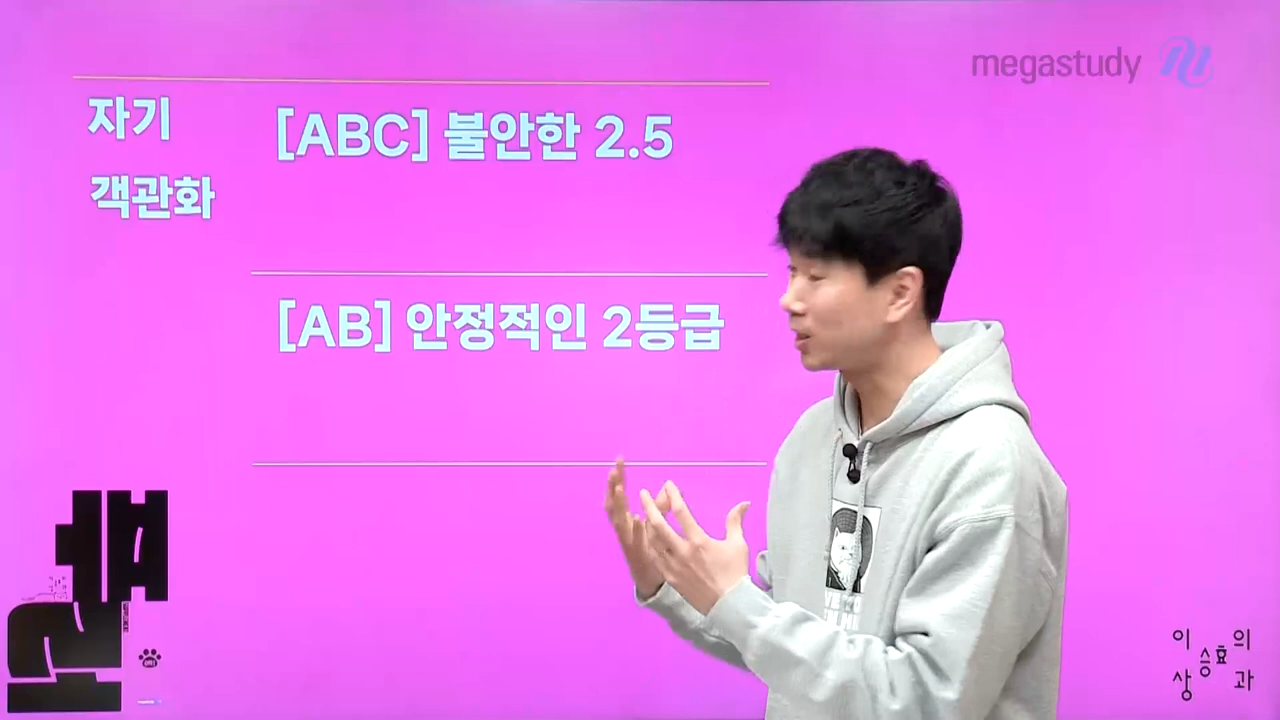 megastudy
자기
객관화
[ABC] 불안한 2.5
[AB] 안정적인 2등급
이 의
승효
상 과